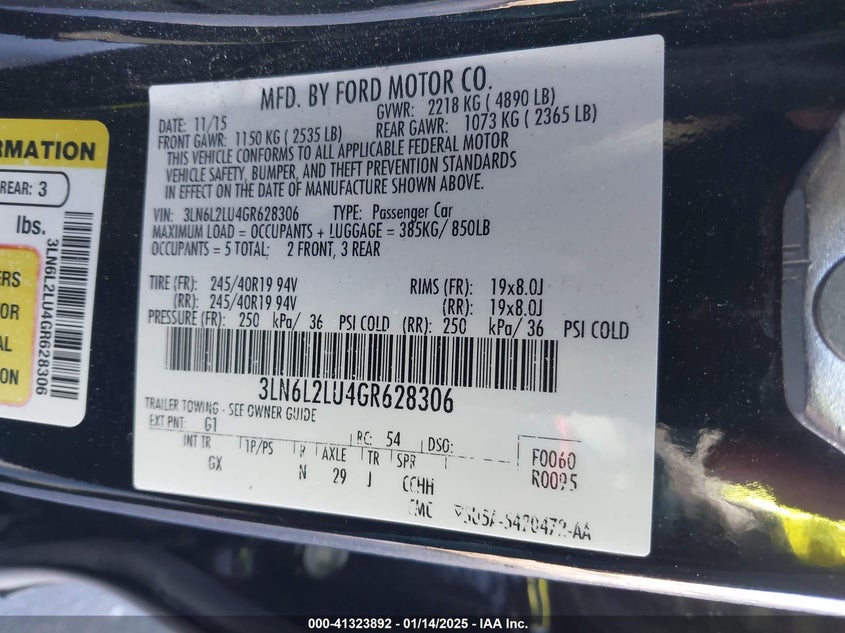 MFD. BY FORD MOTOR CO.
DATE: 11/15
GVWR: 2218 KG ( 4890 LB)
FRONT GAWR: 1150 KG ( 2535 LB)
REAR GAWR: 1073 KG ( 2365 LB)
THIS VEHICLE CONFORMS TO ALL APPLICABLE FEDERAL MOTOR
VEHICLE SAFETY, BUMPER, AND THEFT PREVENTION STANDARDS
IN EFFECT ON THE DATE OF MANUFACTURE SHOWN ABOVE.
VIN: 3LN6L2LU4GR628306 TYPE: Passenger Car
MAXIMUM LOAD = OCCUPANTS + LUGGAGE = 385KG/ 850LB
OCCUPANTS = 5 TOTAL: 2 FRONT, 3 REAR
TIRE (FR): 245/40R19 94V RIMS (FR): 19x8.0J
(RR): 245/40R19 94V (RR): 19x8.0J
PRESSURE (FR): 250 kPa/ 36 PSI COLD (RR): 250 kPa/ 36 PSI COLD
3LN6L2LU4GR628306
TRAILER TOWING - SEE OWNER GUIDE
EXT PNT: G1 RC: 54 DSO:
INT TR TP/PS R AXLE TR SPR
GX N 29 J CCHH
F0060
R0095
RMATION
REAR: 3
lbs.
ERS
OR
AL
ION
3LN6L2LU4GR628306
000-41323892 - 01/14/2025 - IAA Inc.